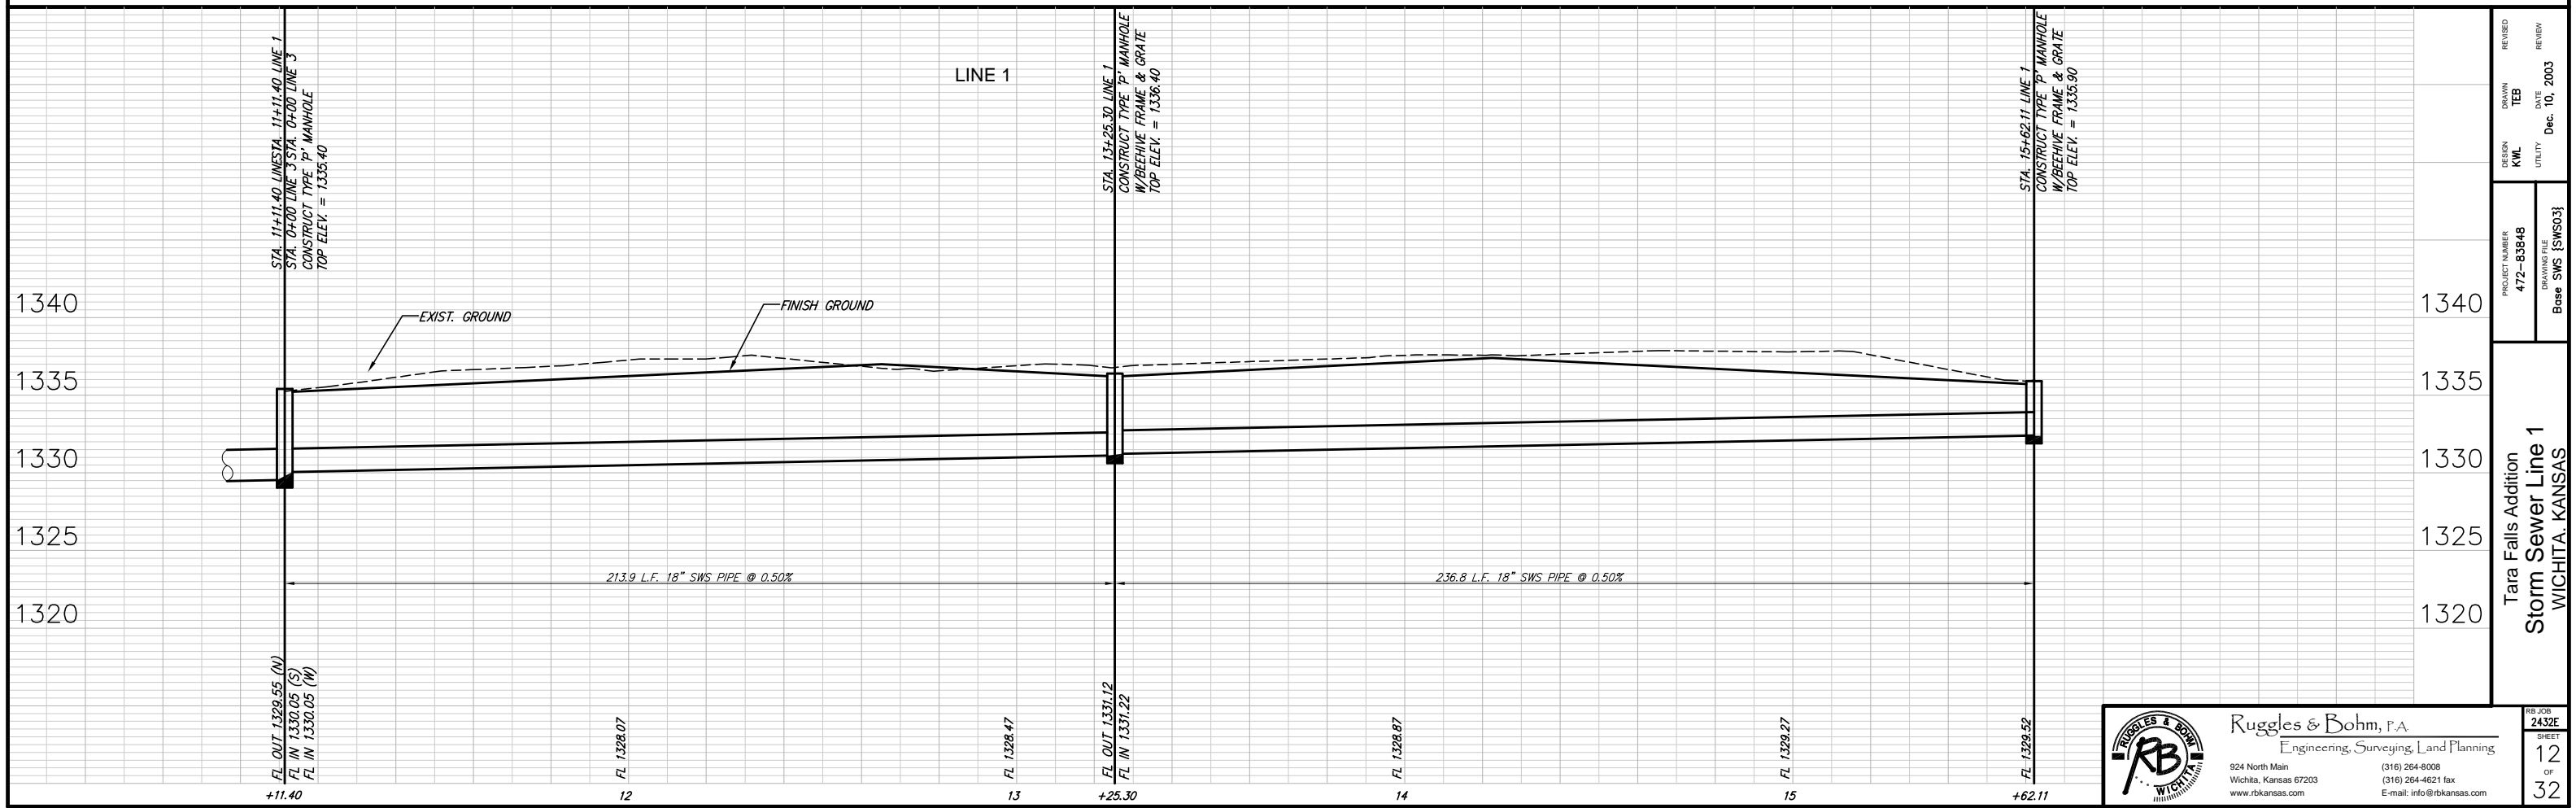 LINE 1
STA. 11+11.40 LINE STA. 11+11.40 LINE 1
STA. 0+00 LINE 3 STA. 0+00 LINE 3
CONSTRUCT TYPE 'P' MANHOLE
TOP ELEV. = 1335.40
STA. 13+25.30 LINE 1
CONSTRUCT TYPE 'P' MANHOLE
W/BEEHIVE FRAME & GRATE
TOP ELEV. = 1336.40
STA. 15+62.11 LINE 1
CONSTRUCT TYPE 'P' MANHOLE
W/BEEHIVE FRAME & GRATE
TOP ELEV. = 1335.90
1340
1335
1330
1325
1320
EXIST. GROUND
FINISH GROUND
213.9 L.F. 18" SWS PIPE @ 0.50%
236.8 L.F. 18" SWS PIPE @ 0.50%
1340
1335
1330
1325
1320
FL OUT 1329.55 (N)
FL IN 1330.05 (S)
FL IN 1330.05 (W)
FL 1328.07
FL 1328.47
FL OUT 1331.12
FL IN 1331.22
FL 1328.87
FL 1329.27
FL 1329.52
+11.40
12
13
+25.30
14
15
+62.11
DESIGN
KWL
DRAWN
TEB
REVISED
UTILITY
DATE
Dec. 10, 2003
REVIEW
PROJECT NUMBER
472-83848
DRAWING FILE
Base SWS {SWS03}
Tara Falls Addition
Storm Sewer Line 1
WICHITA, KANSAS
RUGGLES & BOHM
RB
WICHITA
Ruggles & Bohm, P.A.
Engineering, Surveying, Land Planning
924 North Main
Wichita, Kansas 67203
www.rbkansas.com
(316) 264-8008
(316) 264-4621 fax
E-mail: info@rbkansas.com
RB JOB
2432E
SHEET
12
OF
32